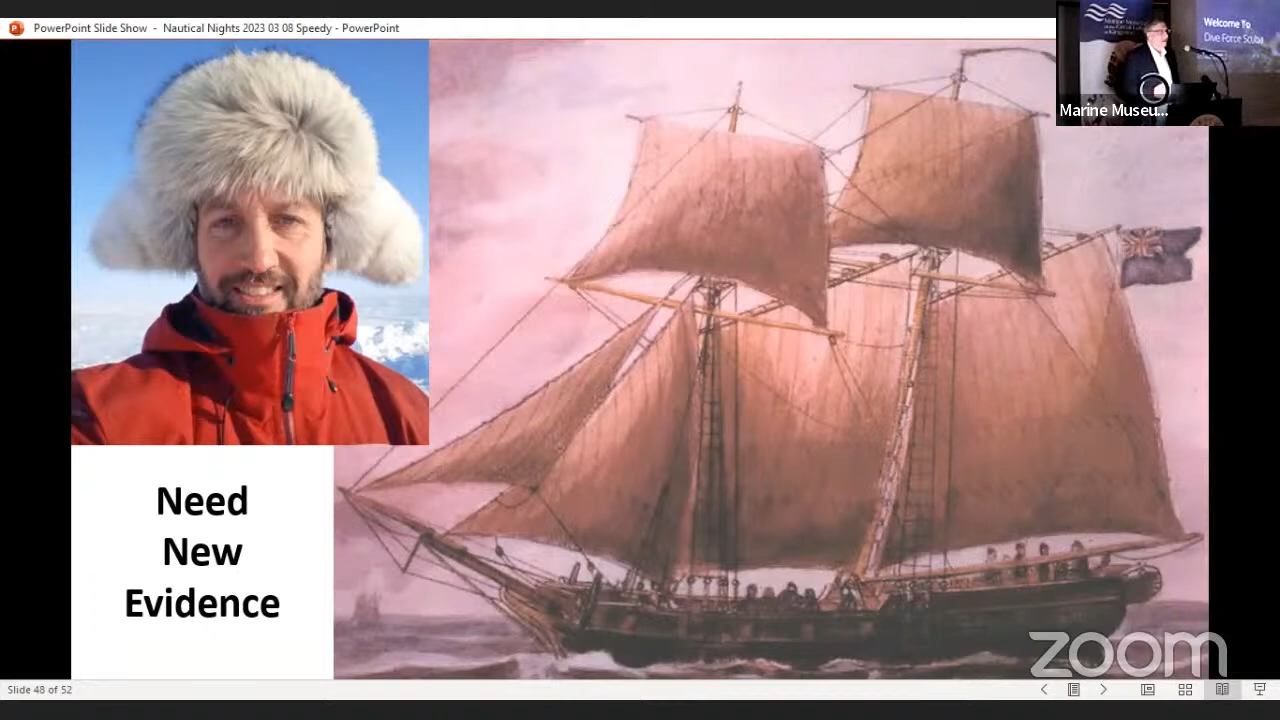 PowerPoint Slide Show - Nautical Nights 2023 03 08 Speedy - PowerPoint
Welcome To
Dive Force Scuba
Marine Museu...
Need
New
Evidence
zoom
Slide 48 of 52